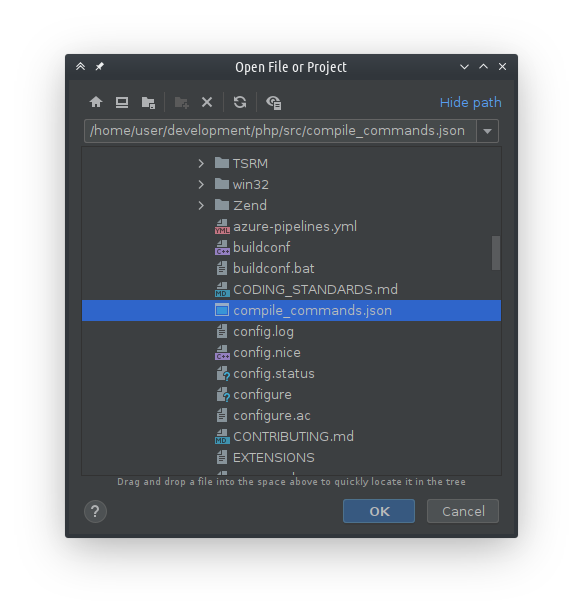 Open File or Project
Hide path
/home/user/development/php/src/compile_commands.json
TSRM
win32
Zend
azure-pipelines.yml
buildconf
buildconf.bat
CODING_STANDARDS.md
compile_commands.json
config.log
config.nice
config.status
configure
configure.ac
CONTRIBUTING.md
EXTENSIONS
Drag and drop a file into the space above to quickly locate it in the tree
?
OK
Cancel